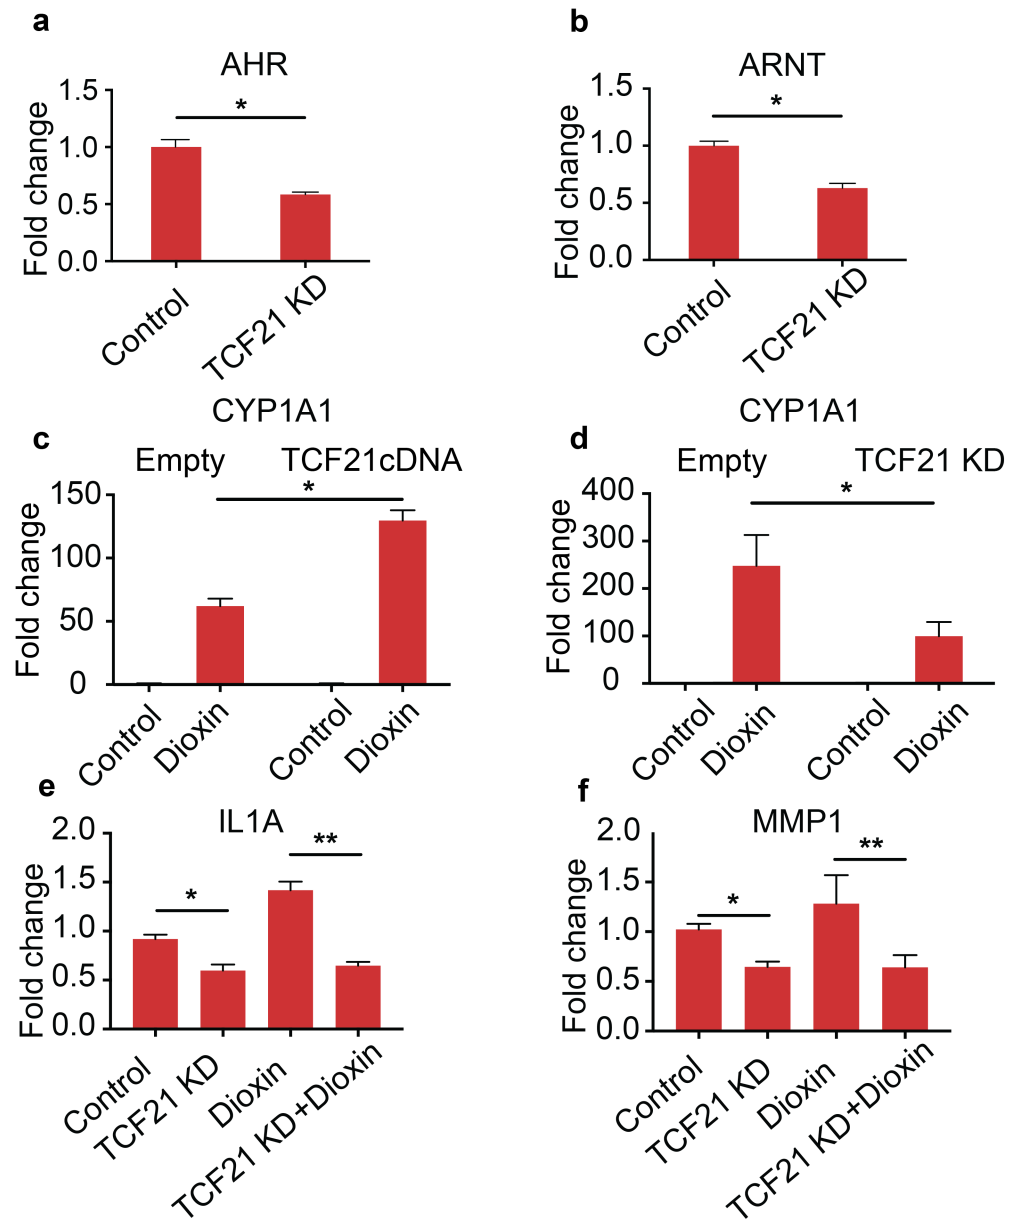 a
AHR
Fold change
1.5
1.0
0.5
0.0
*
Control
TCF21 KD
b
ARNT
Fold change
1.5
1.0
0.5
0.0
*
Control
TCF21 KD
c
CYP1A1
Empty
TCF21cDNA
Fold change
150
100
50
0
*
Control
Dioxin
Control
Dioxin
d
CYP1A1
Empty
TCF21 KD
Fold change
400
300
200
100
0
*
Control
Dioxin
Control
Dioxin
e
IL1A
Fold change
2.0
1.5
1.0
0.5
0.0
*
**
Control
TCF21 KD
Dioxin
TCF21 KD+Dioxin
f
MMP1
Fold change
2.0
1.5
1.0
0.5
0.0
*
**
Control
TCF21 KD
Dioxin
TCF21 KD+Dioxin